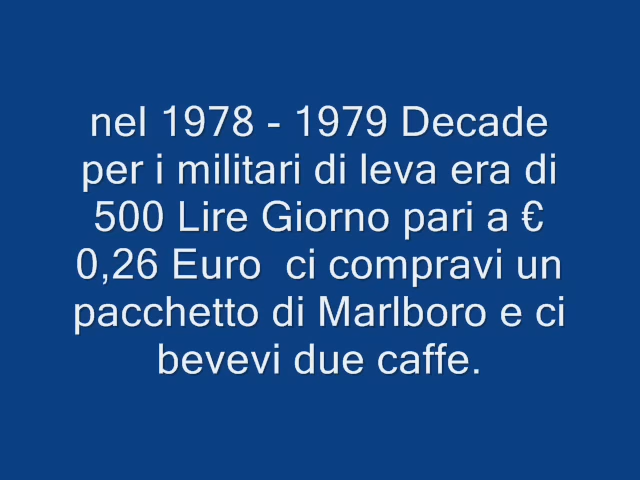 nel 1978 - 1979 Decade
per i militari di leva era di
500 Lire Giorno pari a €
0,26 Euro  ci compravi un
pacchetto di Marlboro e ci
bevevi due caffe.